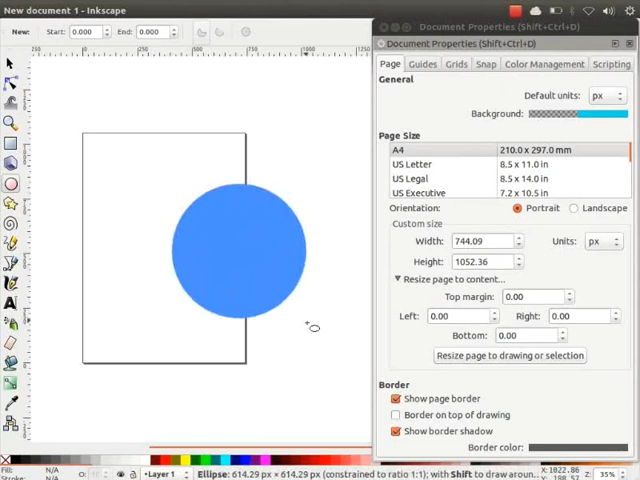 New document 1 - Inkscape
New: Start: 0.000 End: 0.000
Document Properties (Shift+Ctrl+D)
Document Properties (Shift+Ctrl+D)
Page Guides Grids Snap Color Management Scripting
General
Default units: px
Background:
Page Size
A4 210.0 x 297.0 mm
US Letter 8.5 x 11.0 in
US Legal 8.5 x 14.0 in
US Executive 7.2 x 10.5 in
Orientation: Portrait Landscape
Custom size
Width: 744.09 Units: px
Height: 1052.36
Resize page to content...
Top margin: 0.00
Left: 0.00 Right: 0.00
Bottom: 0.00
Resize page to drawing or selection
Border
Show page border
Border on top of drawing
Show border shadow
Border color:
Fill: N/A
Stroke: N/A
O:
Layer 1
Ellipse: 614.29 px × 614.29 px (constrained to ratio 1:1); with Shift to draw aroun...
X: 1022.86
Z: 35%